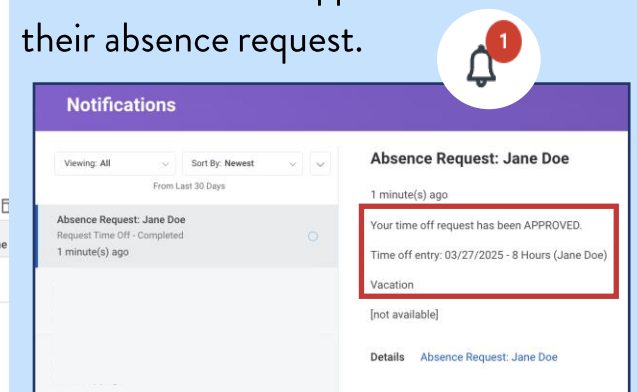 their absence request.
1
Notifications
Viewing: All
Sort By: Newest
From Last 30 Days
Absence Request: Jane Doe
Request Time Off - Completed
1 minute(s) ago
Absence Request: Jane Doe
1 minute(s) ago
Your time off request has been APPROVED.
Time off entry: 03/27/2025 - 8 Hours (Jane Doe)
Vacation
[not available]
Details Absence Request: Jane Doe